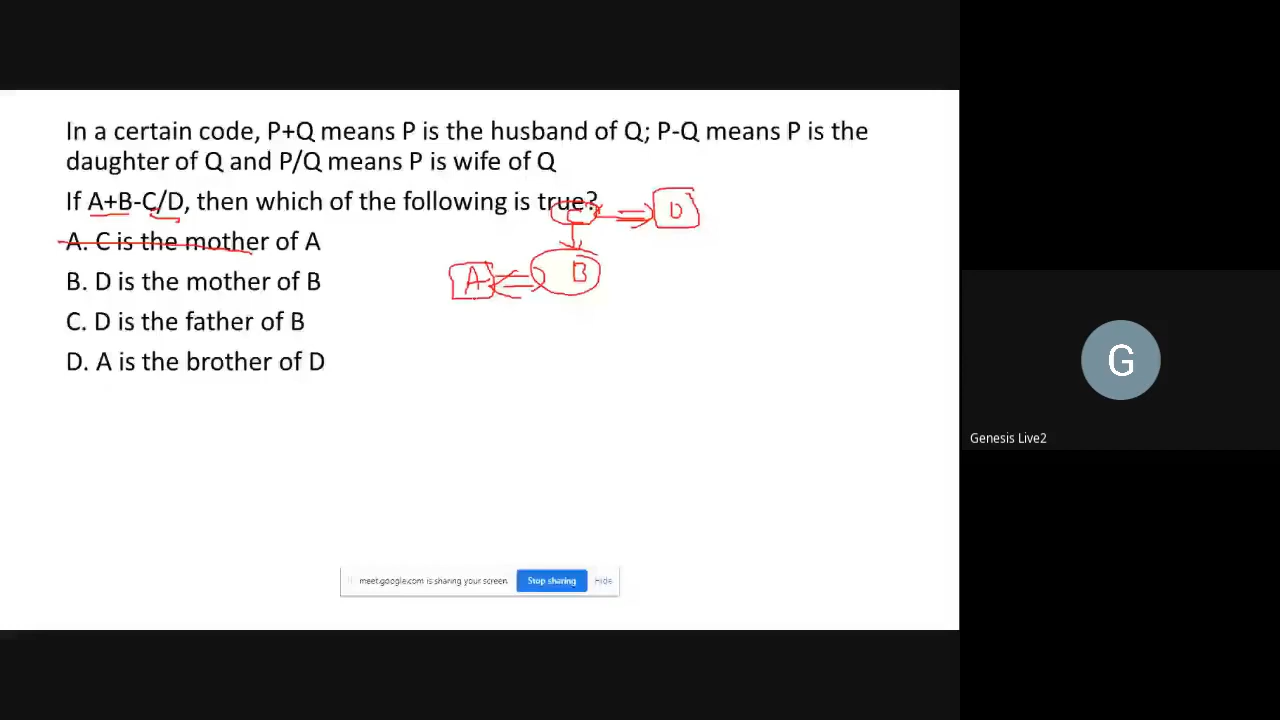 In a certain code, P+Q means P is the husband of Q; P-Q means P is the
daughter of Q and P/Q means P is wife of Q
If A+B-C/D, then which of the following is true?
C D
A. C is the mother of A
A B
B. D is the mother of B
C. D is the father of B
D. A is the brother of D
G
Genesis Live2
meet.google.com is sharing your screen. Stop sharing Hide